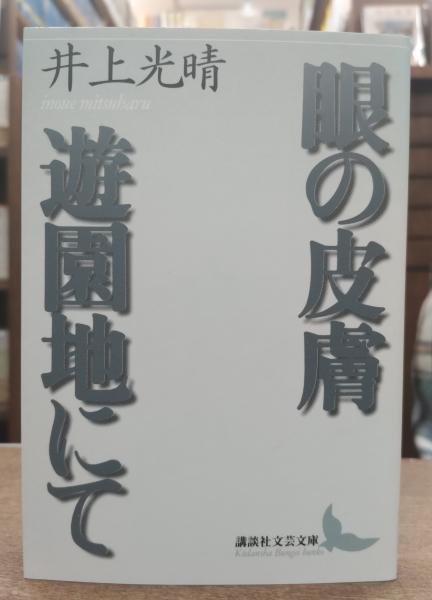 井上光晴
inoue mitsuharu
眼の皮膚
遊園地にて
講談社文芸文庫
Kodansha Bungei bunko